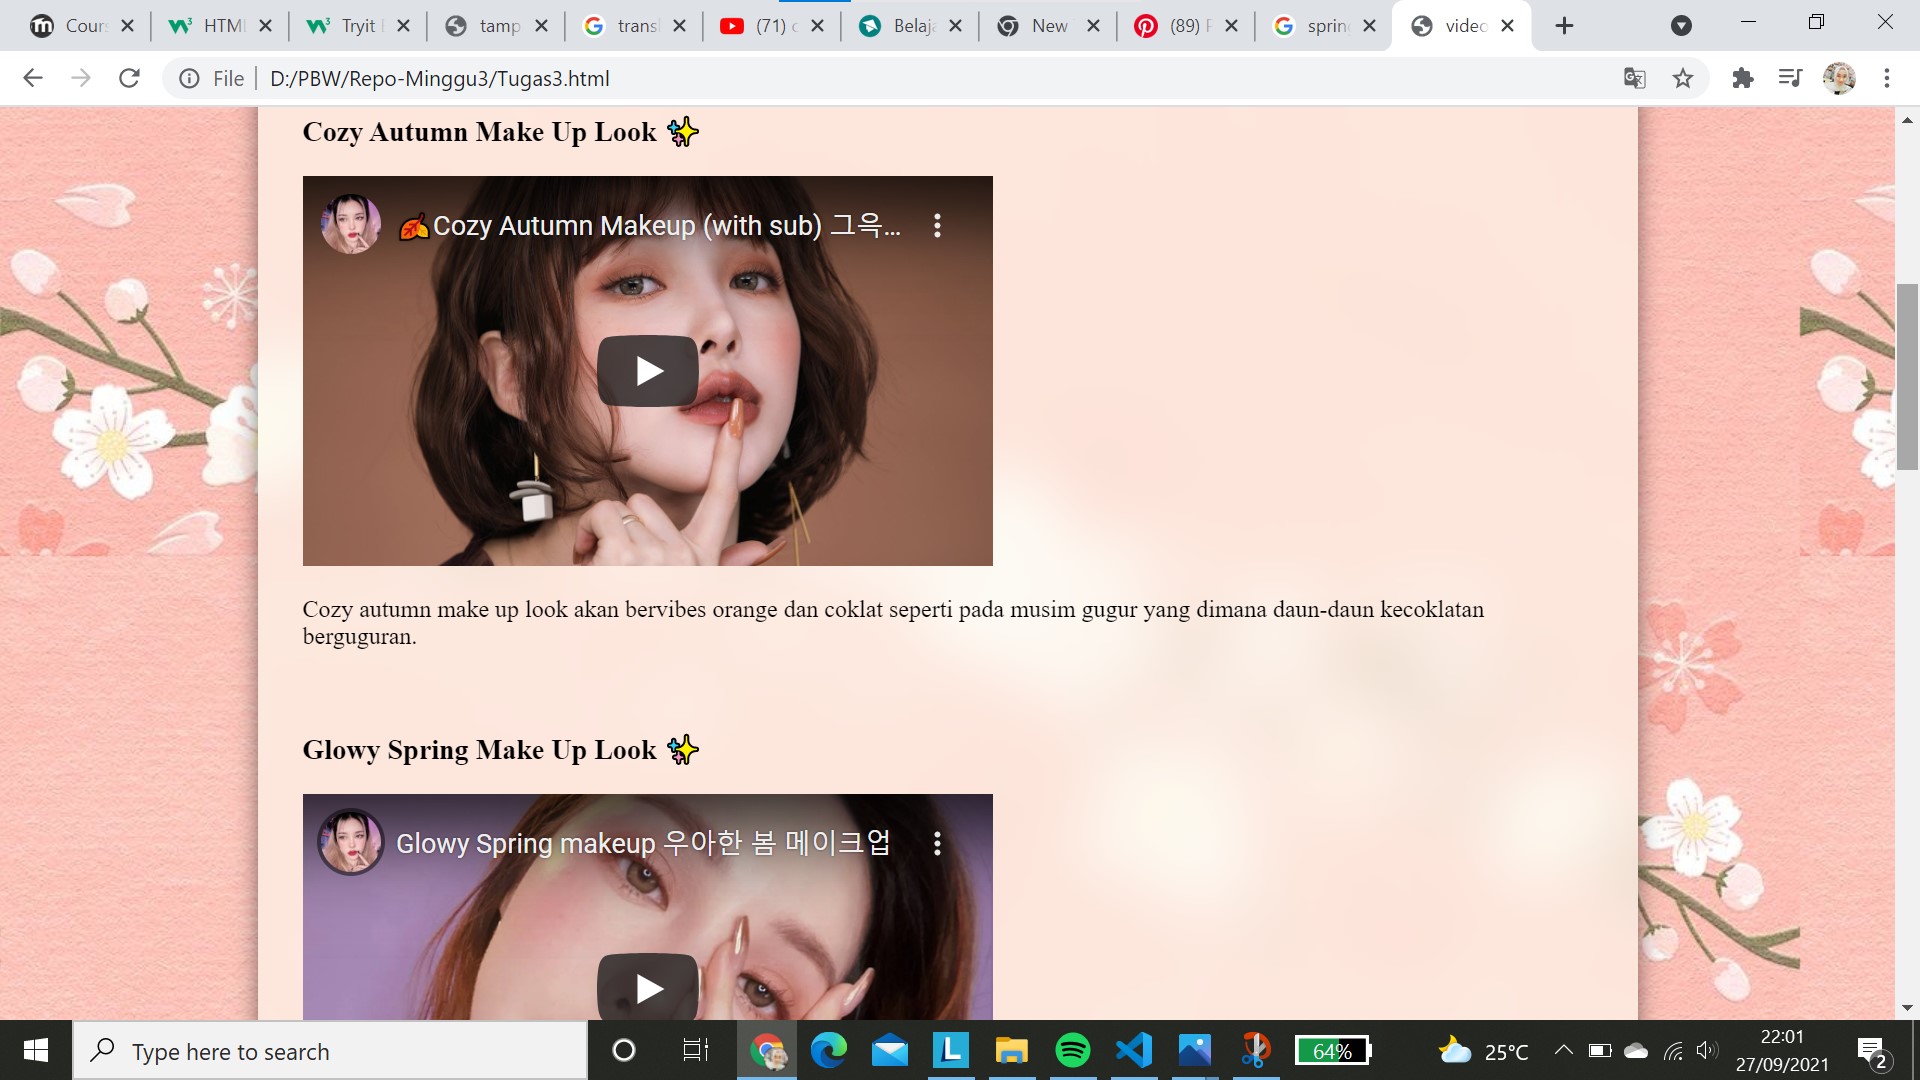 Cour
HTML
Tryit
tamp
transl
(71) c
Belaja
New
(89) P
spring
video
File
D:/PBW/Repo-Minggu3/Tugas3.html
Cozy Autumn Make Up Look ✨
🍂Cozy Autumn Makeup (with sub) 그윽...
Cozy autumn make up look akan bervibes orange dan coklat seperti pada musim gugur yang dimana daun-daun kecoklatan
berguguran.
Glowy Spring Make Up Look ✨
Glowy Spring makeup 우아한 봄 메이크업
Type here to search
64%
25°C
22:01
27/09/2021
2